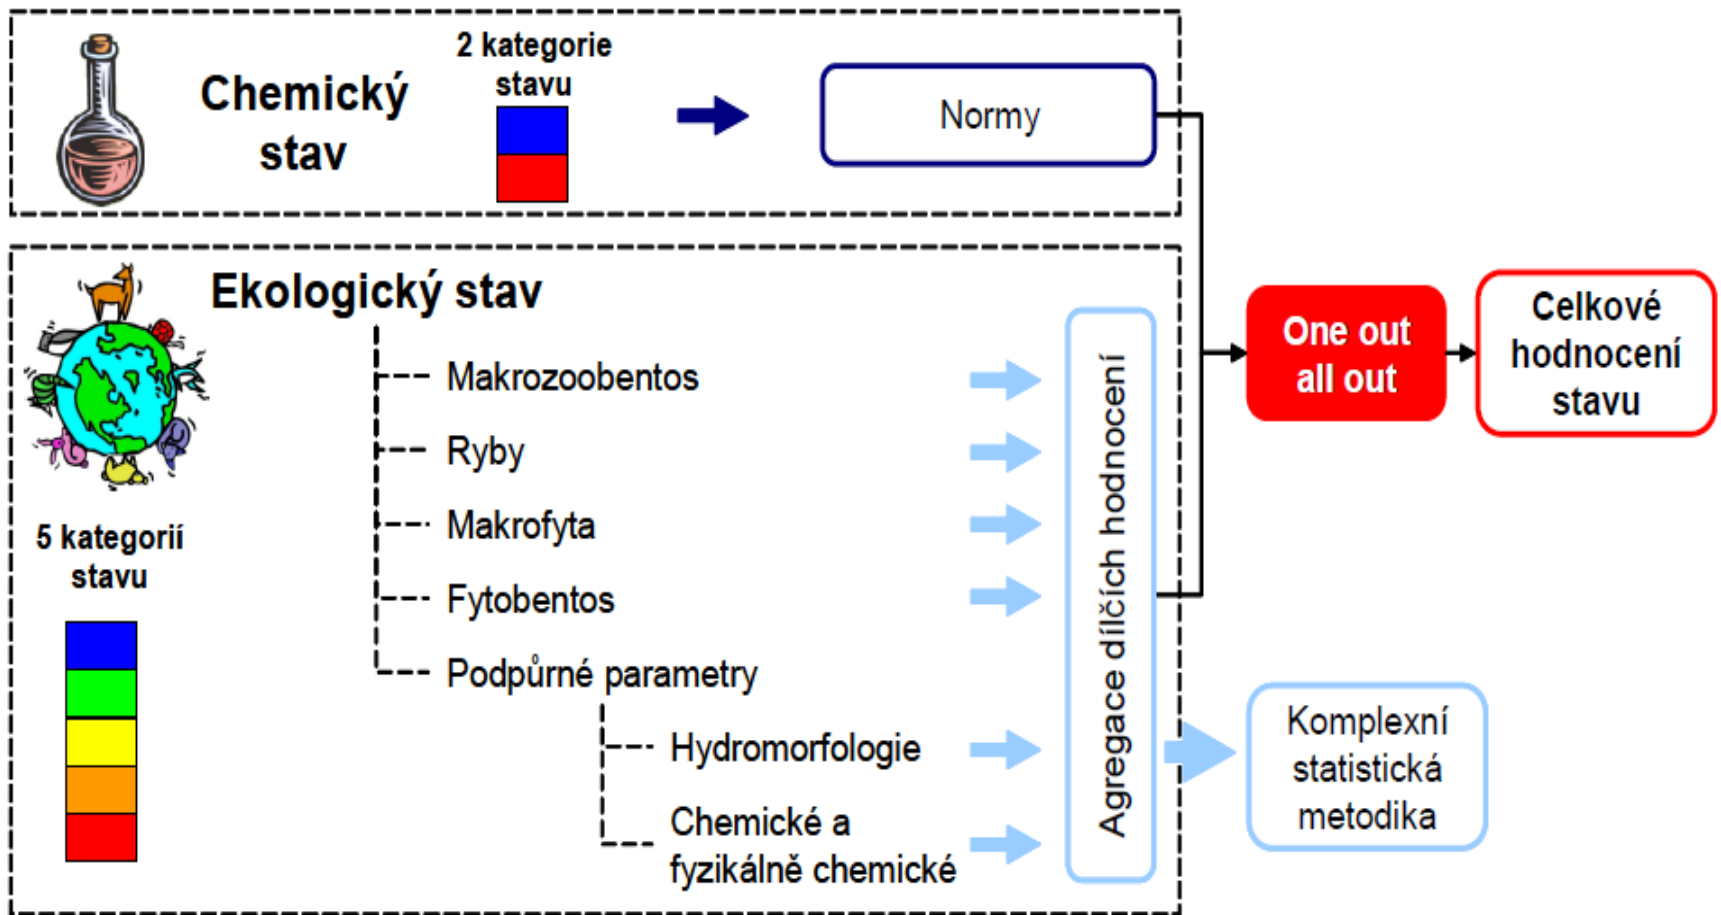 Chemický
stav
2 kategorie
stavu
Normy
Ekologický stav
Makrozoobentos
Ryby
Makrofyta
Fytobentos
Podpůrné parametry
Hydromorfologie
Chemické a
fyzikálně chemické
5 kategorií
stavu
Agregace dílčích hodnocení
One out
all out
Celkové
hodnocení
stavu
Komplexní
statistická
metodika